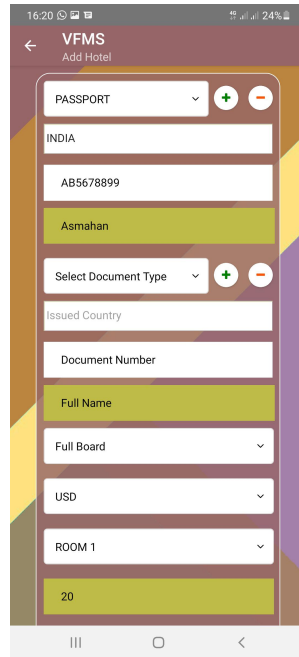 16:20
24%
VFMS
Add Hotel
PASSPORT
INDIA
AB5678899
Asmahan
Select Document Type
Issued Country
Document Number
Full Name
Full Board
USD
ROOM 1
20